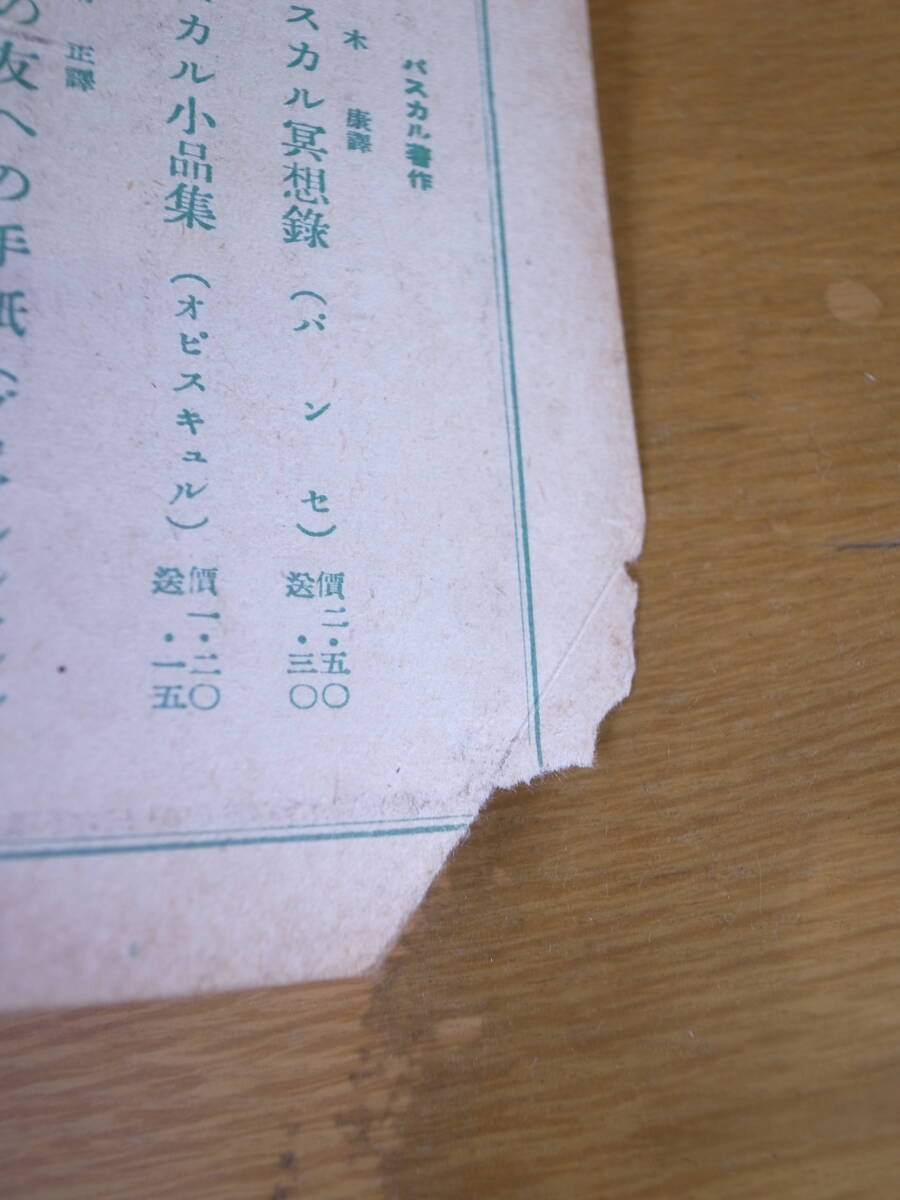 パスカル著作
木 康譯
スカル冥想錄(パンセ)
價 二・五〇
送 ・三〇
カル小品集(オピスキュル)
價 一・二〇
送 ・一五
正譯
の友への手紙(プ